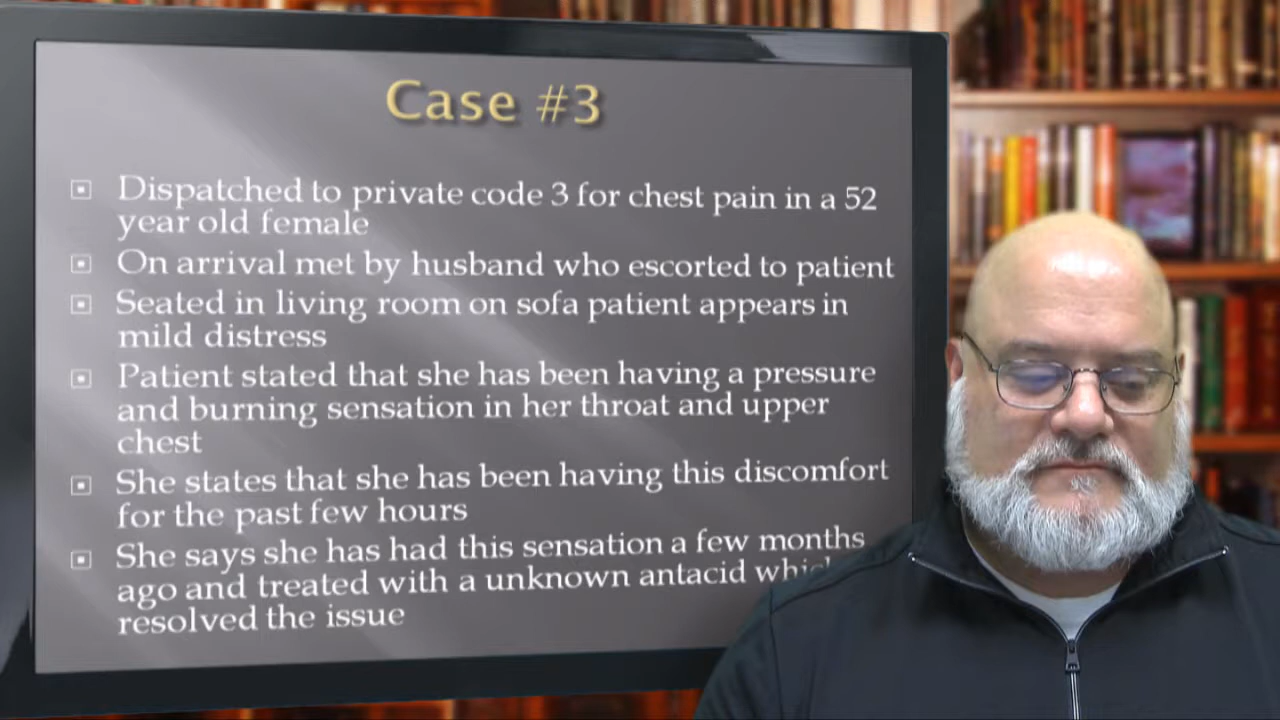 Case #3
Dispatched to private code 3 for chest pain in a 52
year old female
On arrival met by husband who escorted to patient
Seated in living room on sofa patient appears in
mild distress
Patient stated that she has been having a pressure
and burning sensation in her throat and upper
chest
She states that she has been having this discomfort
for the past few hours
She says she has had this sensation a few months
ago and treated with a unknown antacid which
resolved the issue